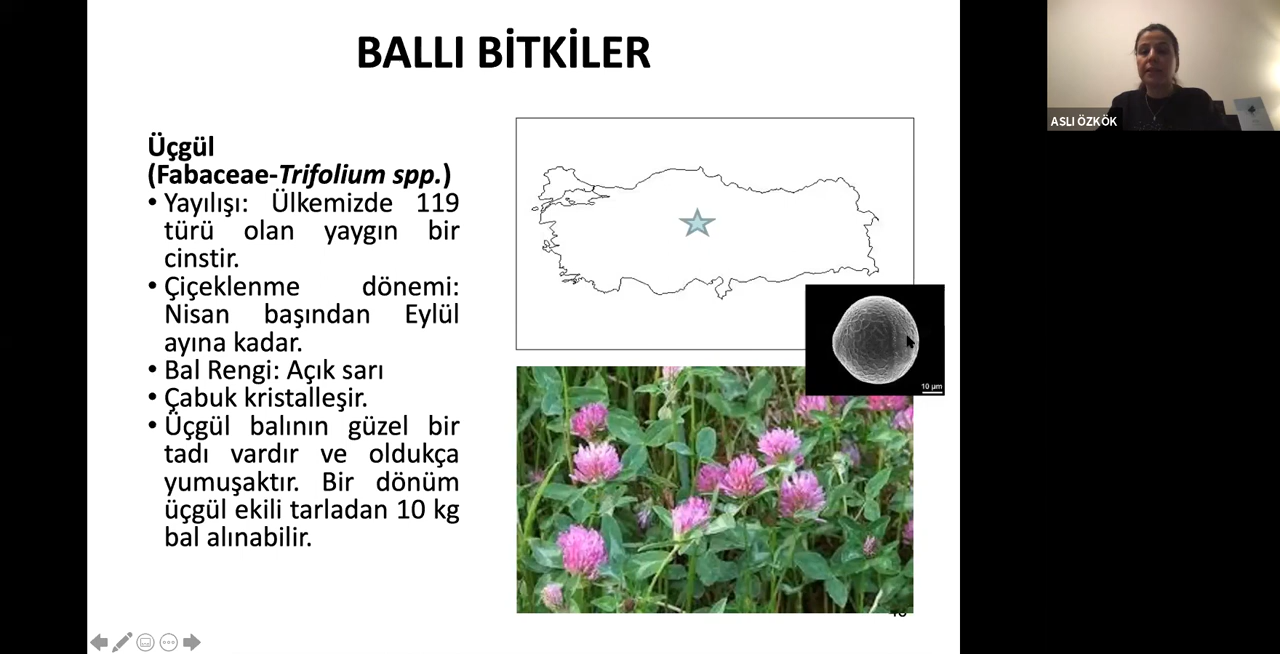 BALLI BİTKİLER
Üçgül
(Fabaceae-Trifolium spp.)
• Yayılışı: Ülkemizde 119
türü olan yaygın bir
cinstir.
• Çiçeklenme dönemi:
Nisan başından Eylül
ayına kadar.
• Bal Rengi: Açık sarı
• Çabuk kristalleşir.
• Üçgül balının güzel bir
tadı vardır ve oldukça
yumuşaktır. Bir dönüm
üçgül ekili tarladan 10 kg
bal alınabilir.
10 µm
ASLI ÖZKÖK